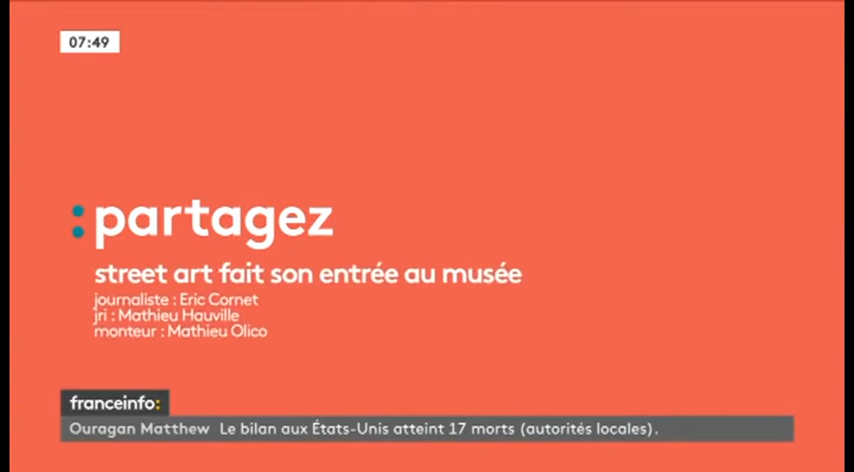 07:49
:partagez
street art fait son entrée au musée
journaliste : Eric Cornet
jri : Mathieu Hauville
monteur : Mathieu Olico
franceinfo:
Ouragan Matthew Le bilan aux États-Unis atteint 17 morts (autorités locales).